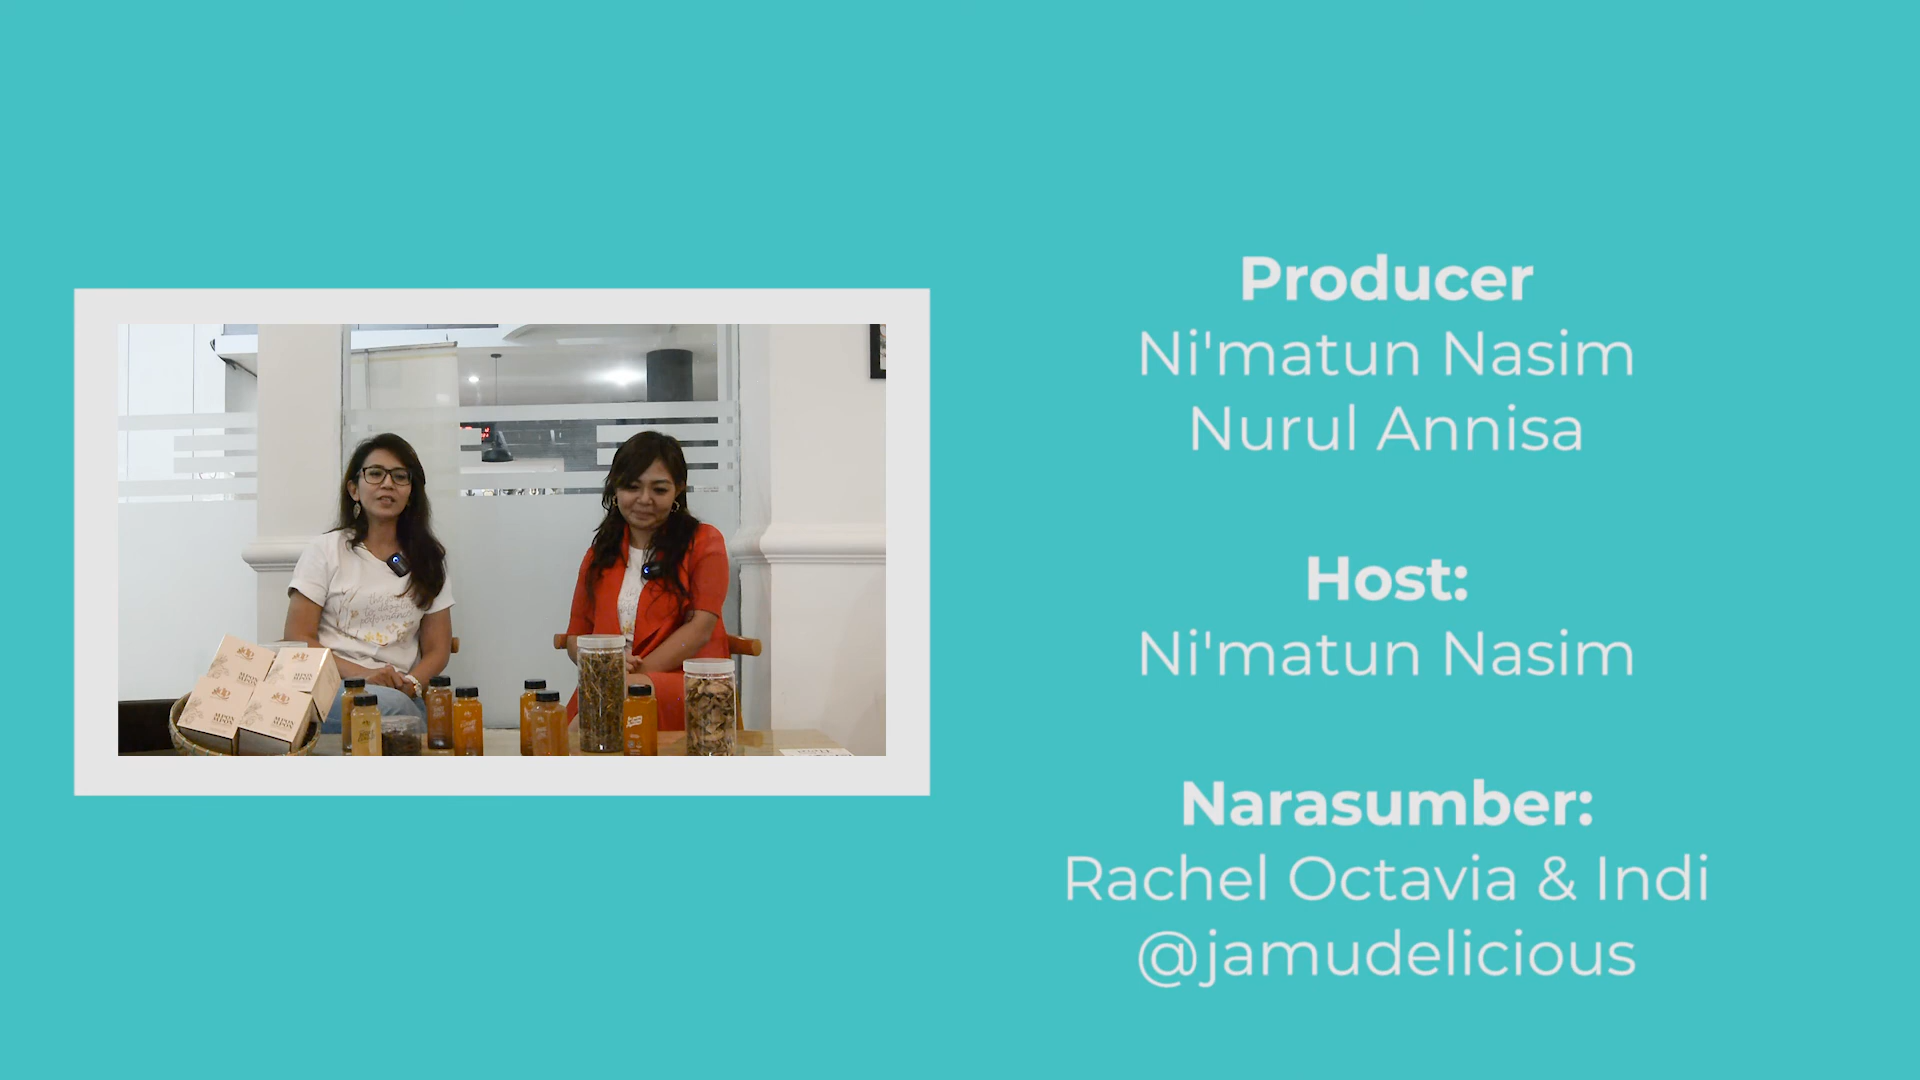 Producer
Ni'matun Nasim
Nurul Annisa
Host:
Ni'matun Nasim
Narasumber:
Rachel Octavia & Indi
@jamudelicious